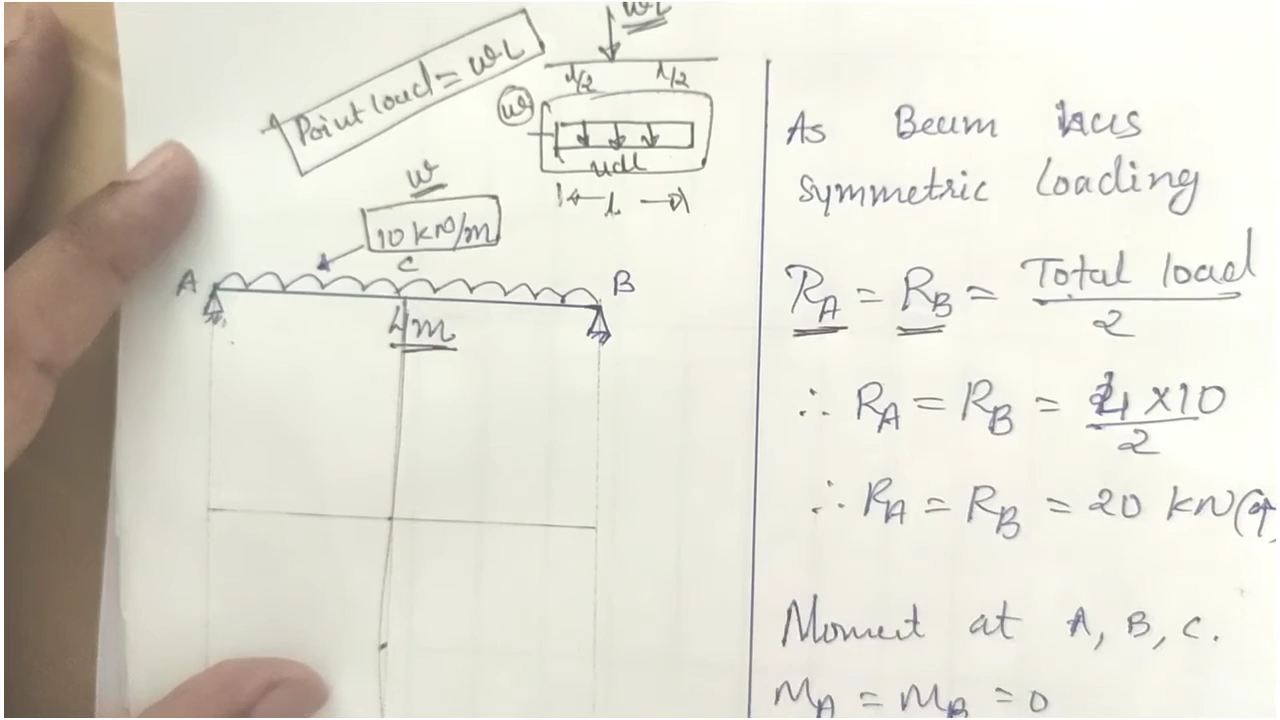 wL
Point load = wL
l/2 l/2
w
udl
L
w
10 kN/m
A C B
4m
As Beam has
symmetric loading
RA = RB = Total load / 2
∴ RA = RB = 4 × 10 / 2
∴ RA = RB = 20 kN (↑
Moment at A, B, C.
MA = MB = 0